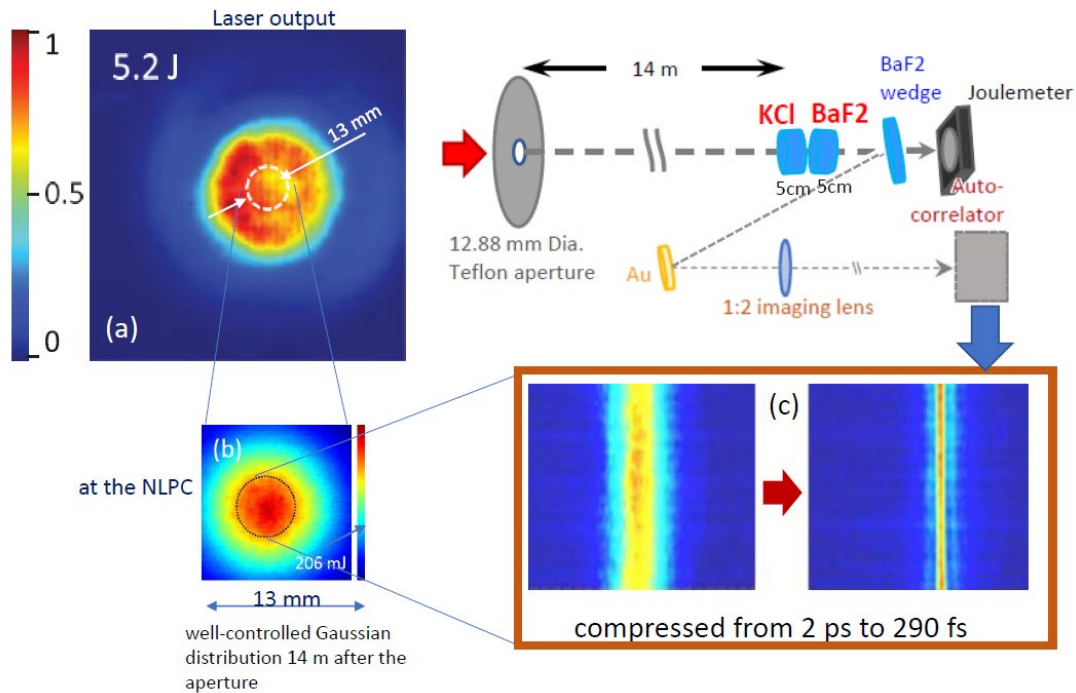 Laser output
1
0.5
0
5.2 J
13 mm
(a)
14 m
KCl BaF2
5cm 5cm
BaF2
wedge
Joulemeter
Auto-
correlator
12.88 mm Dia.
Teflon aperture
Au
1:2 imaging lens
(b)
at the NLPC
206 mJ
13 mm
well-controlled Gaussian
distribution 14 m after the
aperture
(c)
compressed from 2 ps to 290 fs